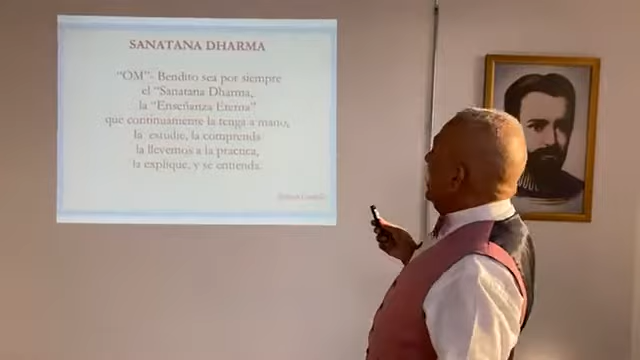 SANATANA DHARMA
“OM”- Bendito sea por siempre
el “Sanatana Dharma,
la “Enseñanza Eterna”
que continuamente la tenga a mano,
la estudie, la comprenda
la llevemos a la practica,
la explique, y se entienda.